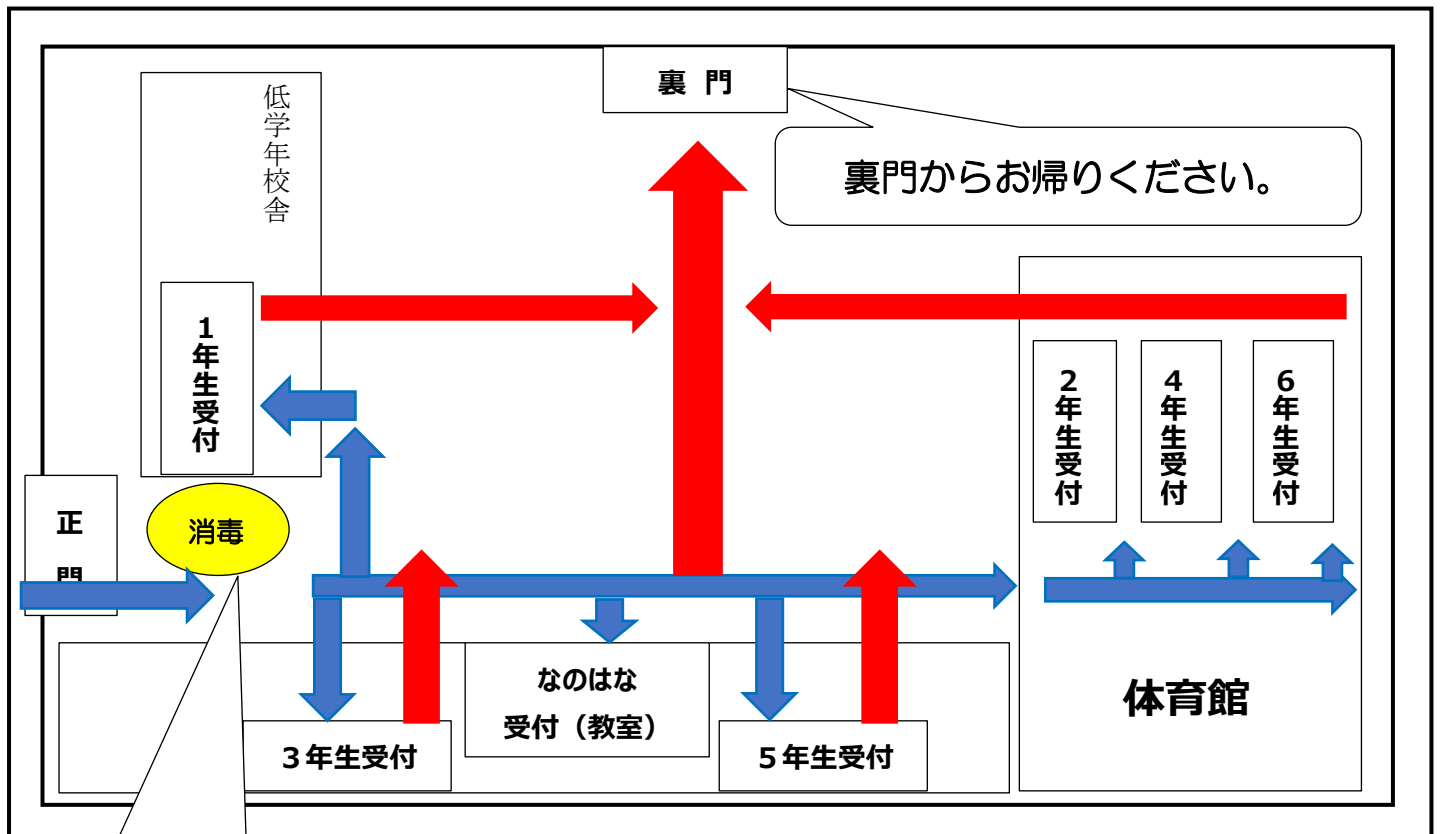 裏 門
裏門からお帰りください。
低学年校舎
1年生受付
2年生受付
4年生受付
6年生受付
正門
消毒
なのはな
受付（教室）
3年生受付
5年生受付
体育館